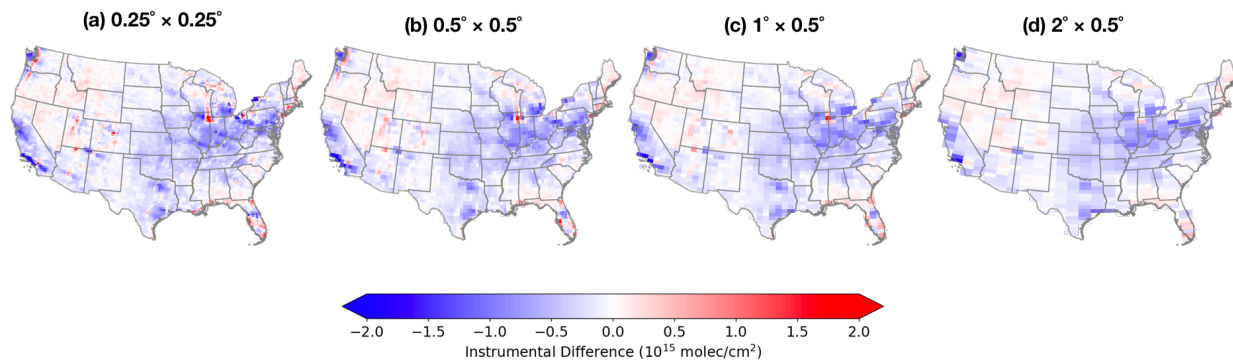 (a) 0.25° × 0.25°
(b) 0.5° × 0.5°
(c) 1° × 0.5°
(d) 2° × 0.5°
−2.0 −1.5 −1.0 −0.5 0.0 0.5 1.0 1.5 2.0
Instrumental Difference (10¹⁵ molec/cm²)